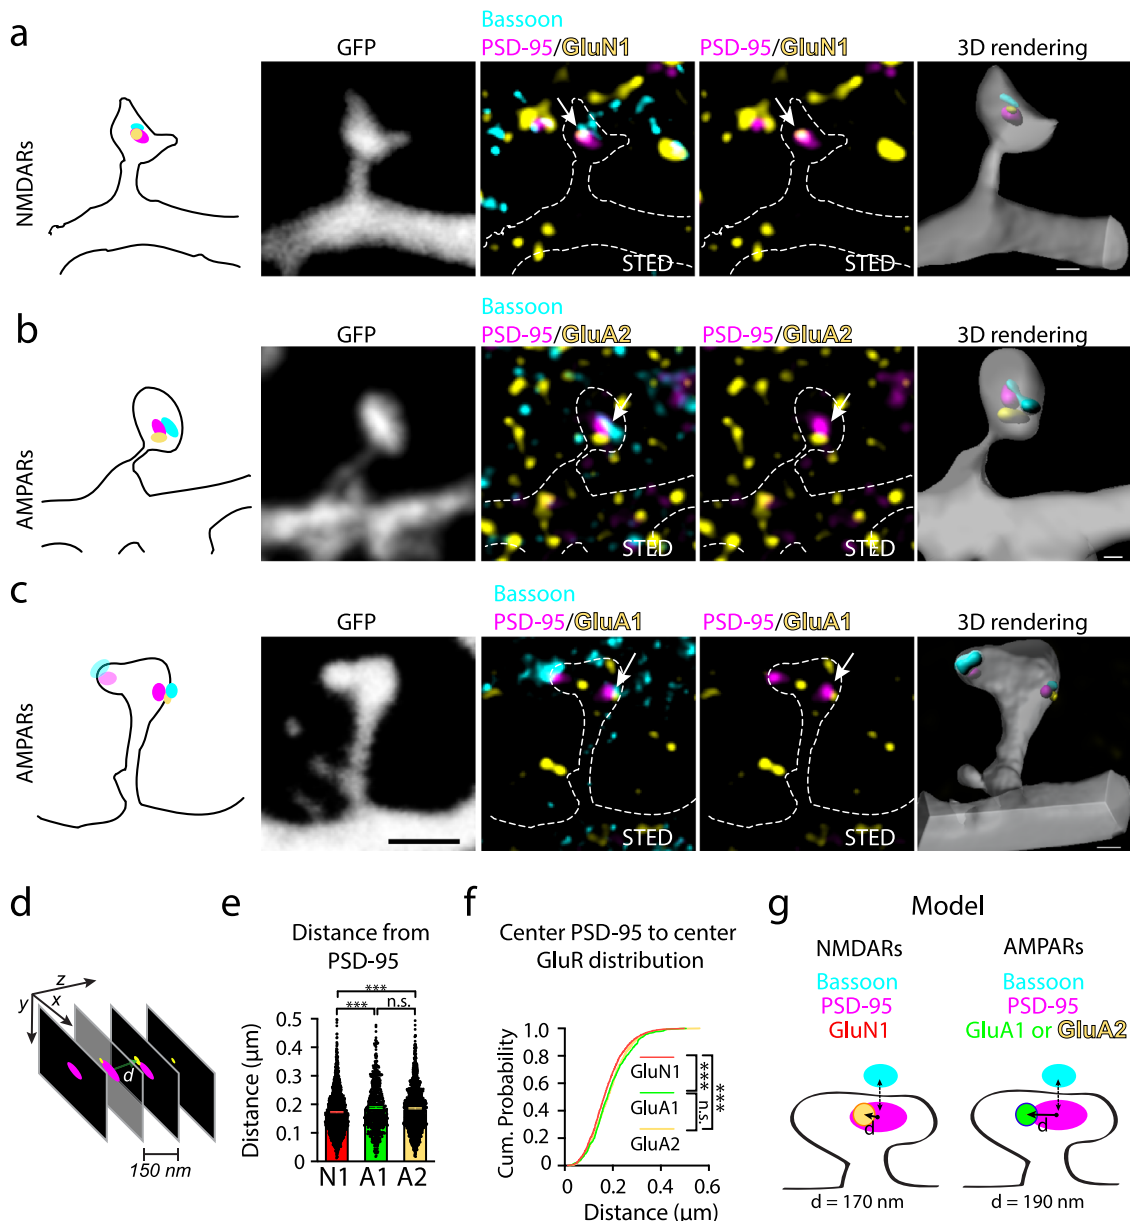 a
NMDARs
GFP
Bassoon
PSD-95/GluN1
PSD-95/GluN1
3D rendering
STED
STED
b
AMPARs
GFP
Bassoon
PSD-95/GluA2
PSD-95/GluA2
3D rendering
STED
STED
c
AMPARs
GFP
Bassoon
PSD-95/GluA1
PSD-95/GluA1
3D rendering
STED
STED
d
z
x
y
d
150 nm
e
Distance from
PSD-95
***
***
n.s.
Distance (µm)
0.5
0.4
0.3
0.2
0.1
0
N1 A1 A2
f
Center PSD-95 to center
GluR distribution
Cum. Probability
1.0
0.8
0.6
0.4
0.2
0
GluN1
GluA1
GluA2
****
n.s.
***
0 0.2 0.4 0.6
Distance (µm)
g
Model
NMDARs
Bassoon
PSD-95
GluN1
d
d = 170 nm
AMPARs
Bassoon
PSD-95
GluA1 or GluA2
d
d = 190 nm